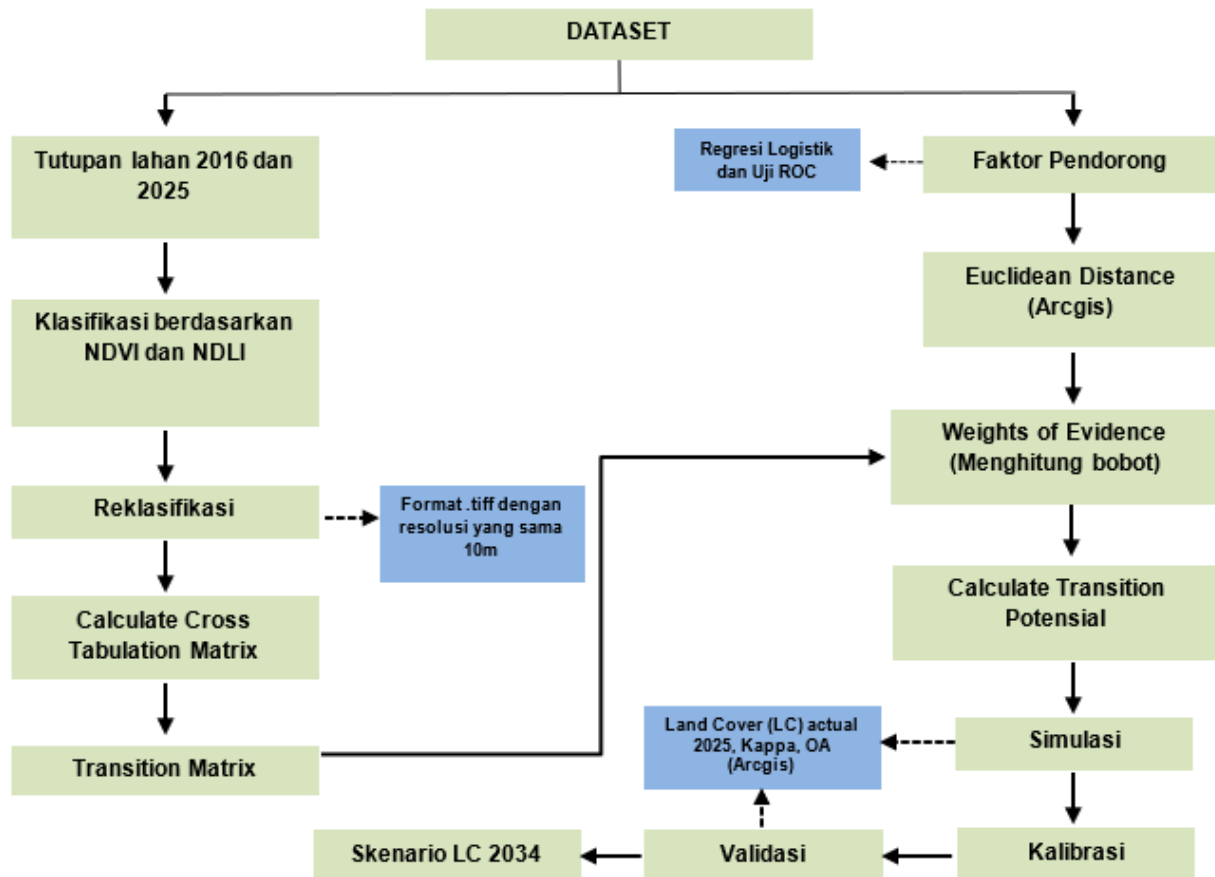 DATASET
Tutupan lahan 2016 dan
2025
Regresi Logistik
dan Uji ROC
Faktor Pendorong
Klasifikasi berdasarkan
NDVI dan NDLI
Euclidean Distance
(Arcgis)
Weights of Evidence
(Menghitung bobot)
Reklasifikasi
Format .tiff dengan
resolusi yang sama
10m
Calculate Cross
Tabulation Matrix
Calculate Transition
Potensial
Transition Matrix
Land Cover (LC) actual
2025, Kappa, OA
(Arcgis)
Simulasi
Skenario LC 2034
Validasi
Kalibrasi